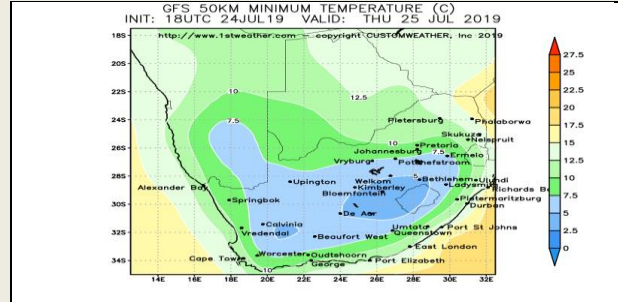 GFS 50KM MINIMUM TEMPERATURE (C)
INIT: 18UTC 24JUL19 VALID: THU 25 JUL 2019
http://www.1stweather.com - copyright CUSTOMWEATHER, Inc 2019
18S
20S
22S
24S
26S
28S
30S
32S
34S
10
12.5
7.5
10
7.5
5
10
Pietersburg
Phalaborwa
Skukuza
Nelspruit
Pretoria
Johannesburg
Ermelo
Vryburg
Potchefstroom
Welkom
Bethlehem
Ulundi
Kimberley
Ladysmith
Bloemfontein
Richards B
Alexander Bay
Upington
Springbok
Pietermaritzburg
Durban
De Aar
Calvinia
Vredendal
Umtata
Port St Johns
Queenstown
Beaufort West
East London
Worcester
Oudtshoorn
Cape Town
George
Port Elizabeth
14E 16E 18E 20E 22E 24E 26E 28E 30E 32E
27.5
25
22.5
20
17.5
15
12.5
10
7.5
5
2.5
0